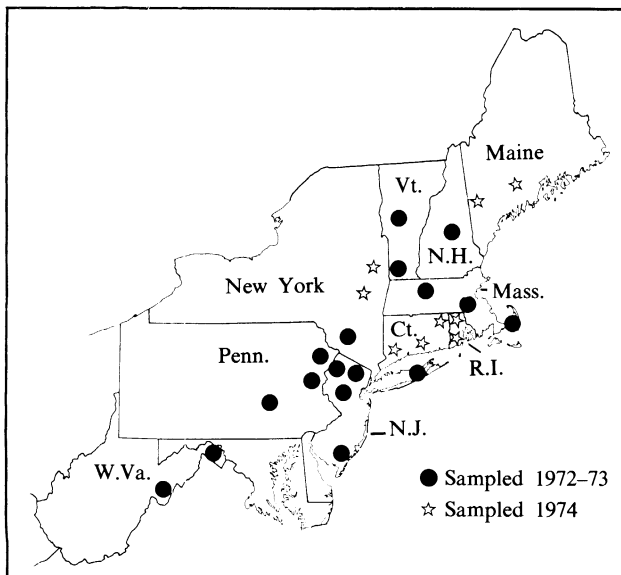 Maine
Vt.
N.H.
New York
Mass.
Ct.
Penn.
R.I.
N.J.
W.Va.
Sampled 1972–73
Sampled 1974